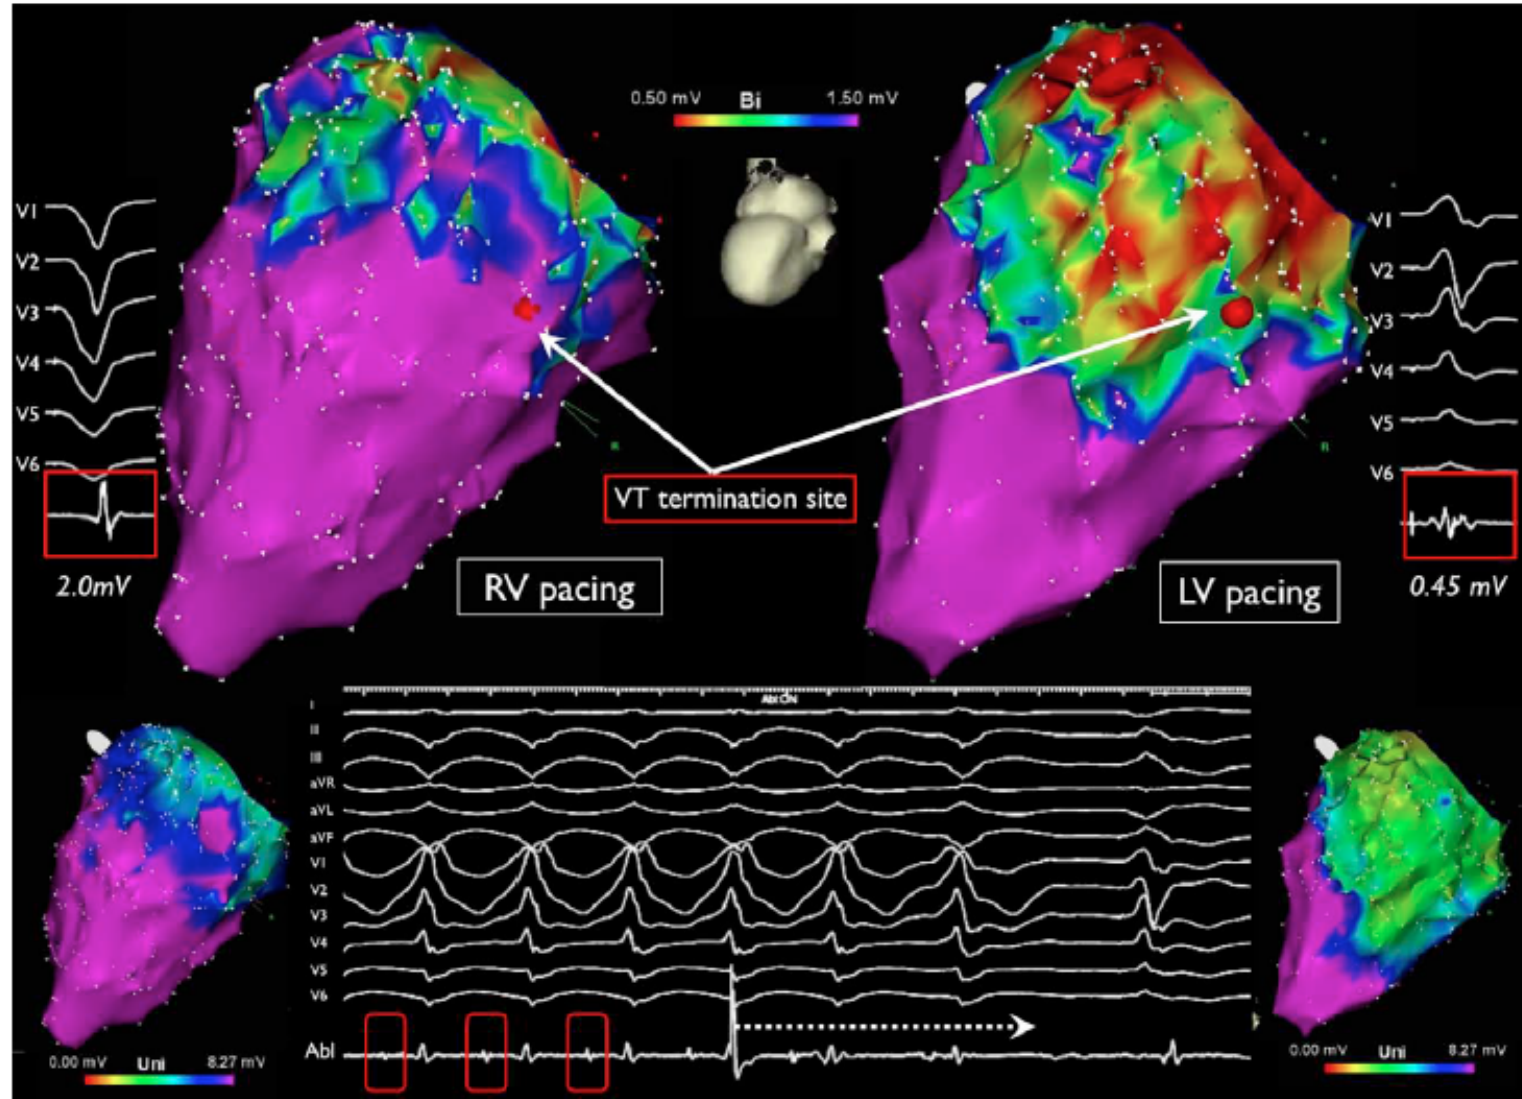 0.50 mV Bi 1.50 mV
V1
V2
V3
V4
V5
V6
2.0mV
V1
V2
V3
V4
V5
V6
0.45 mV
R
R
VT termination site
RV pacing
LV pacing
Abl ON
I
II
III
aVR
aVL
aVF
V1
V2
V3
V4
V5
V6
Abl
0.00 mV Uni 8.27 mV
0.00 mV Uni 8.27 mV